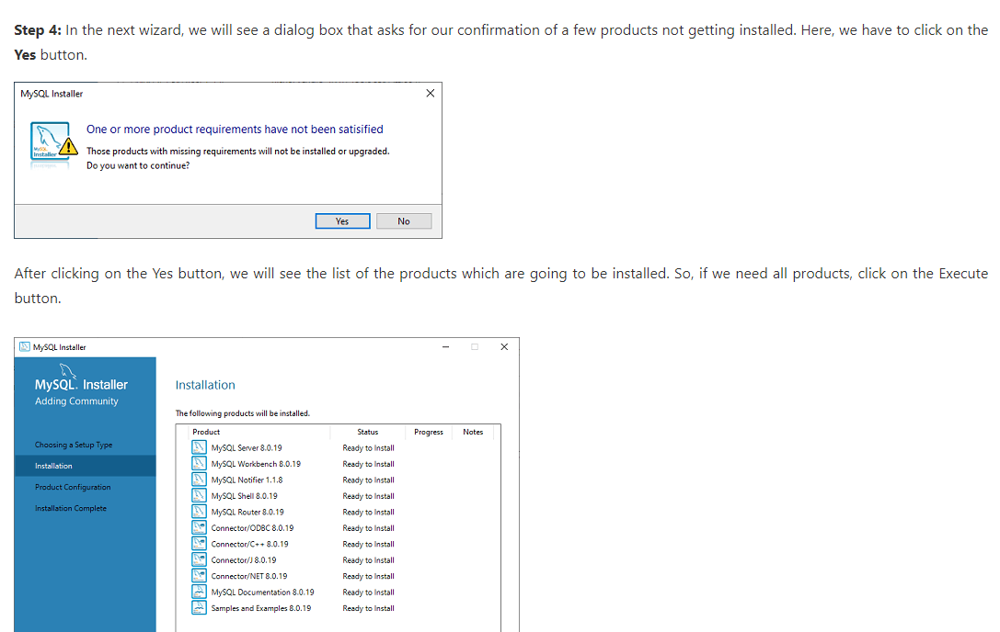 Step 4: In the next wizard, we will see a dialog box that asks for our confirmation of a few products not getting installed. Here, we have to click on the
Yes button.
MySQL Installer
One or more product requirements have not been satisified
Those products with missing requirements will not be installed or upgraded.
Do you want to continue?
Yes No
After clicking on the Yes button, we will see the list of the products which are going to be installed. So, if we need all products, click on the Execute
button.
MySQL Installer
MySQL. Installer
Adding Community
Choosing a Setup Type
Installation
Product Configuration
Installation Complete
Installation
The following products will be installed.
Product Status Progress Notes
MySQL Server 8.0.19 Ready to Install
MySQL Workbench 8.0.19 Ready to Install
MySQL Notifier 1.1.8 Ready to Install
MySQL Shell 8.0.19 Ready to Install
MySQL Router 8.0.19 Ready to Install
Connector/ODBC 8.0.19 Ready to Install
Connector/C++ 8.0.19 Ready to Install
Connector/J 8.0.19 Ready to Install
Connector/NET 8.0.19 Ready to Install
MySQL Documentation 8.0.19 Ready to Install
Samples and Examples 8.0.19 Ready to Install